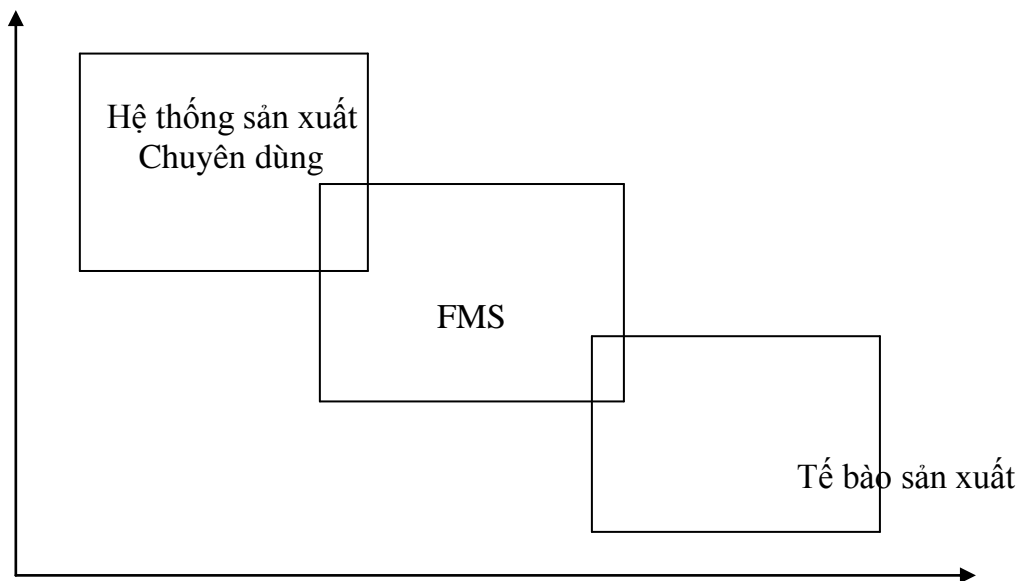 Hệ thống sản xuất
Chuyên dùng
FMS
Tế bào sản xuất